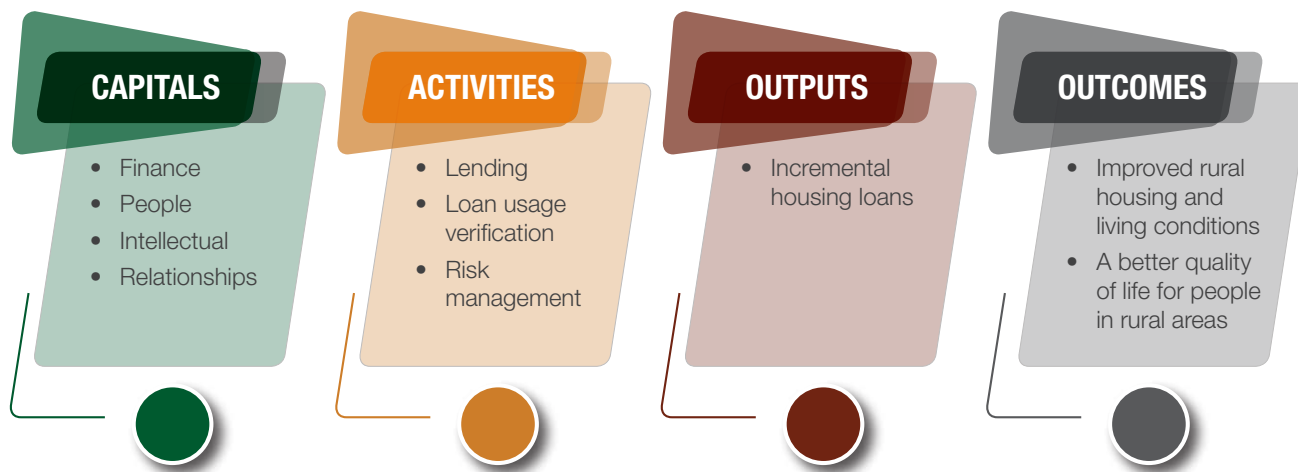 CAPITALS
• Finance
• People
• Intellectual
• Relationships
ACTIVITIES
• Lending
• Loan usage
verification
• Risk
management
OUTPUTS
• Incremental
housing loans
OUTCOMES
• Improved rural
housing and
living conditions
• A better quality
of life for people
in rural areas